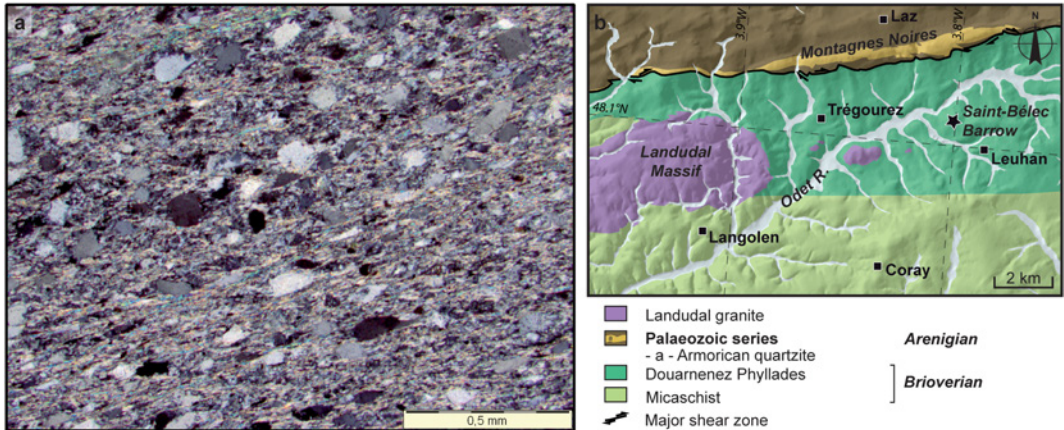 a
0,5 mm
b
Laz
N
Montagnes Noires
3.9°W
3.8°W
48.1°N
Trégourez
Saint-Bélec
Barrow
Landudal
Massif
Leuhan
Odet R.
Langolen
Coray
2 km
Landudal granite
Palaeozoic series
Arenigian
- a - Armorican quartzite
Douarnenez Phyllades
Brioverian
Micaschist
Major shear zone